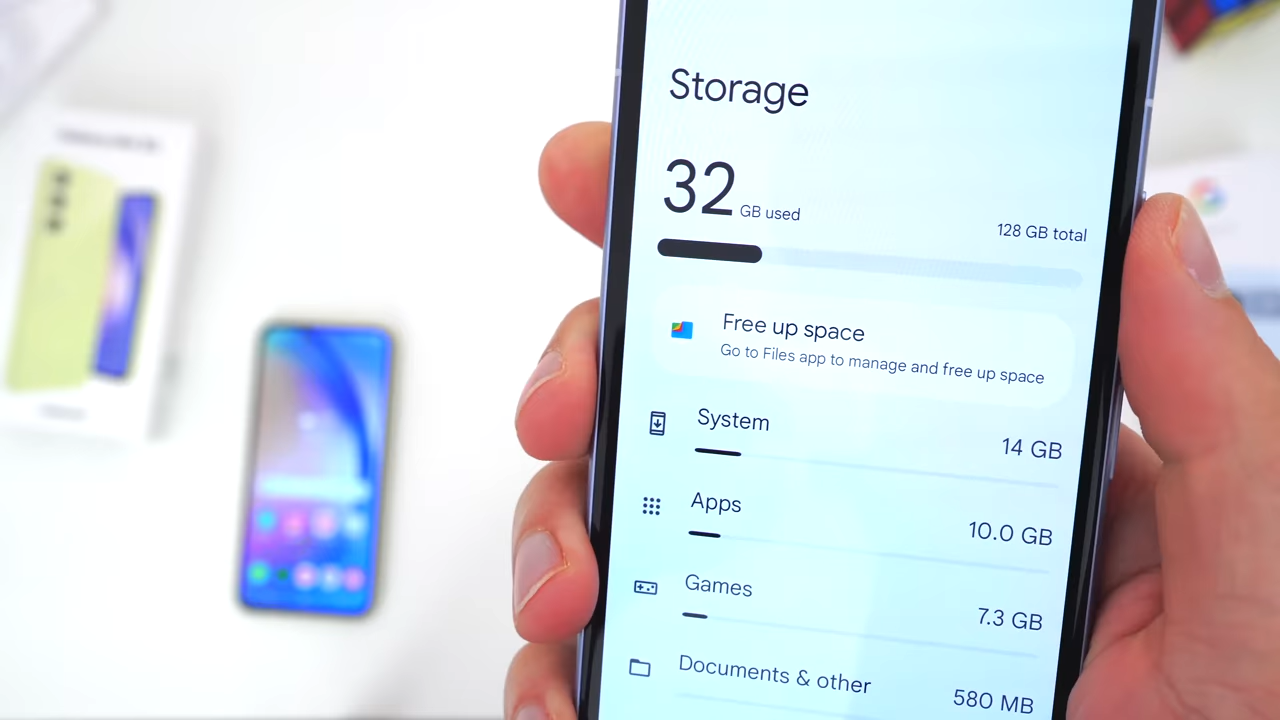 Storage
32 GB used
128 GB total
Free up space
Go to Files app to manage and free up space
System
14 GB
Apps
10.0 GB
Games
7.3 GB
Documents & other
580 MB